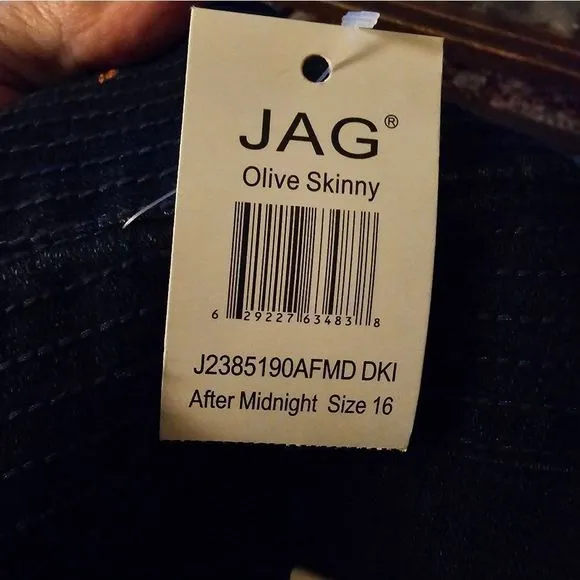 JAG®
Olive Skinny
6 29227 63483 8
J2385190AFMD DKI
After Midnight Size 16